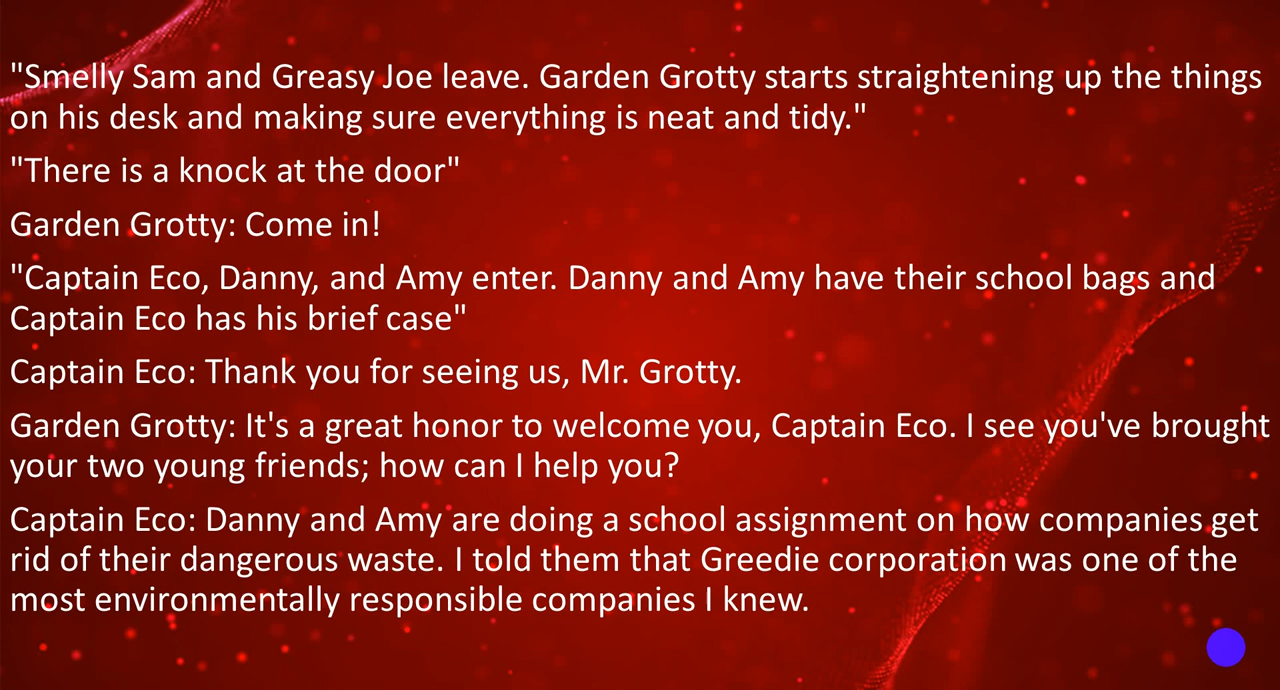 "Smelly Sam and Greasy Joe leave. Garden Grotty starts straightening up the things
on his desk and making sure everything is neat and tidy."
"There is a knock at the door"
Garden Grotty: Come in!
"Captain Eco, Danny, and Amy enter. Danny and Amy have their school bags and
Captain Eco has his brief case"
Captain Eco: Thank you for seeing us, Mr. Grotty.
Garden Grotty: It's a great honor to welcome you, Captain Eco. I see you've brought
your two young friends; how can I help you?
Captain Eco: Danny and Amy are doing a school assignment on how companies get
rid of their dangerous waste. I told them that Greedie corporation was one of the
most environmentally responsible companies I knew.